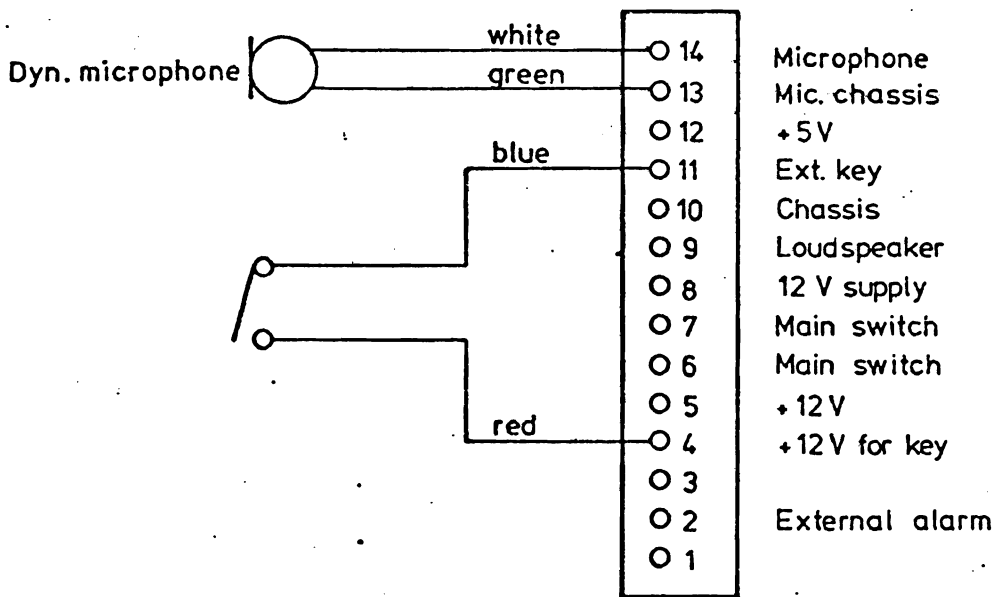 white 14 Microphone
Dyn. microphone green 13 Mic. chassis
12 +5V
blue 11 Ext. key
10 Chassis
9 Loudspeaker
8 12 V supply
7 Main switch
6 Main switch
5 +12V
red 4 +12V for key
3
2 External alarm
1